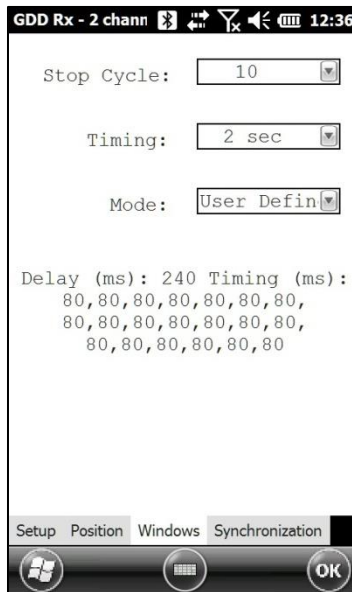 GDD Rx - 2 chann 12:36
Stop Cycle: 10
Timing: 2 sec
Mode: User Defin
Delay (ms): 240 Timing (ms):
80,80,80,80,80,80,80,
80,80,80,80,80,80,80,
80,80,80,80,80,80
Setup Position Windows Synchronization
OK